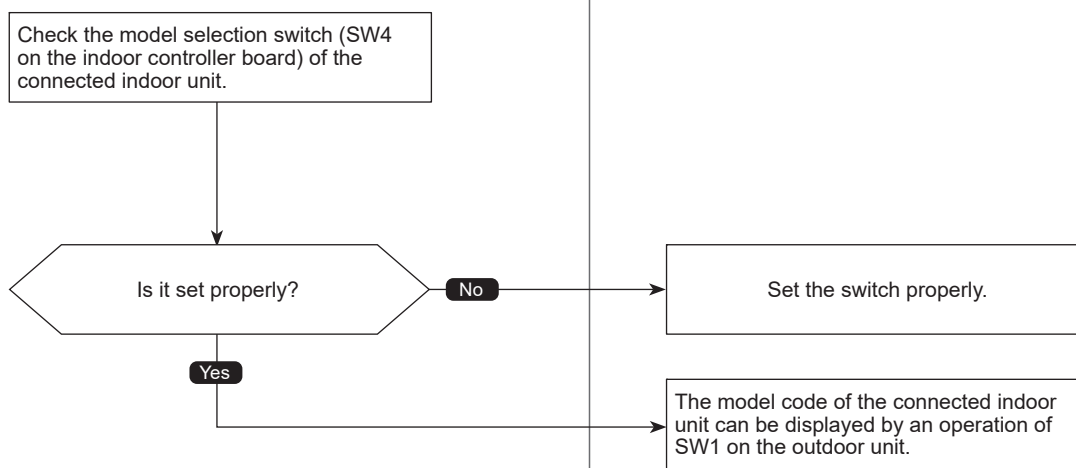 Check the model selection switch (SW4
on the indoor controller board) of the
connected indoor unit.
Is it set properly?
No
Set the switch properly.
Yes
The model code of the connected indoor
unit can be displayed by an operation of
SW1 on the outdoor unit.